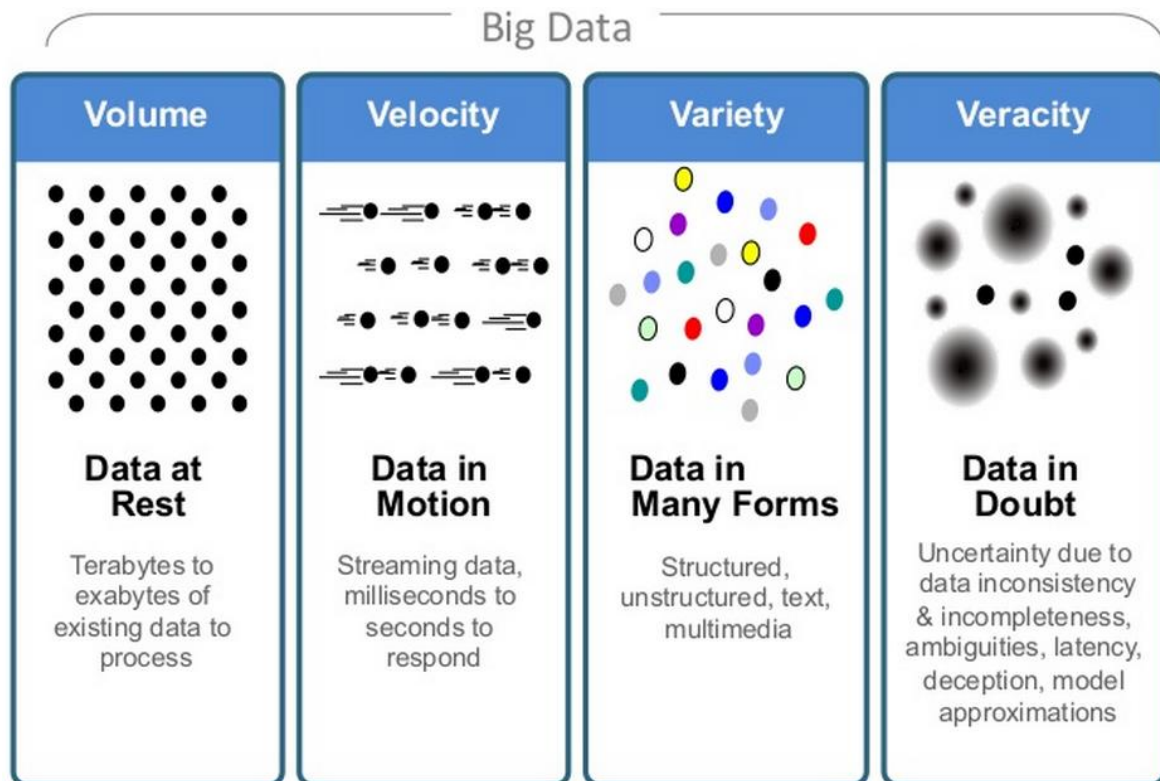 Big Data
Volume
Data at
Rest
Terabytes to
exabytes of
existing data to
process
Velocity
Data in
Motion
Streaming data,
milliseconds to
seconds to
respond
Variety
Data in
Many Forms
Structured,
unstructured, text,
multimedia
Veracity
Data in
Doubt
Uncertainty due to
data inconsistency
& incompleteness,
ambiguities, latency,
deception, model
approximations